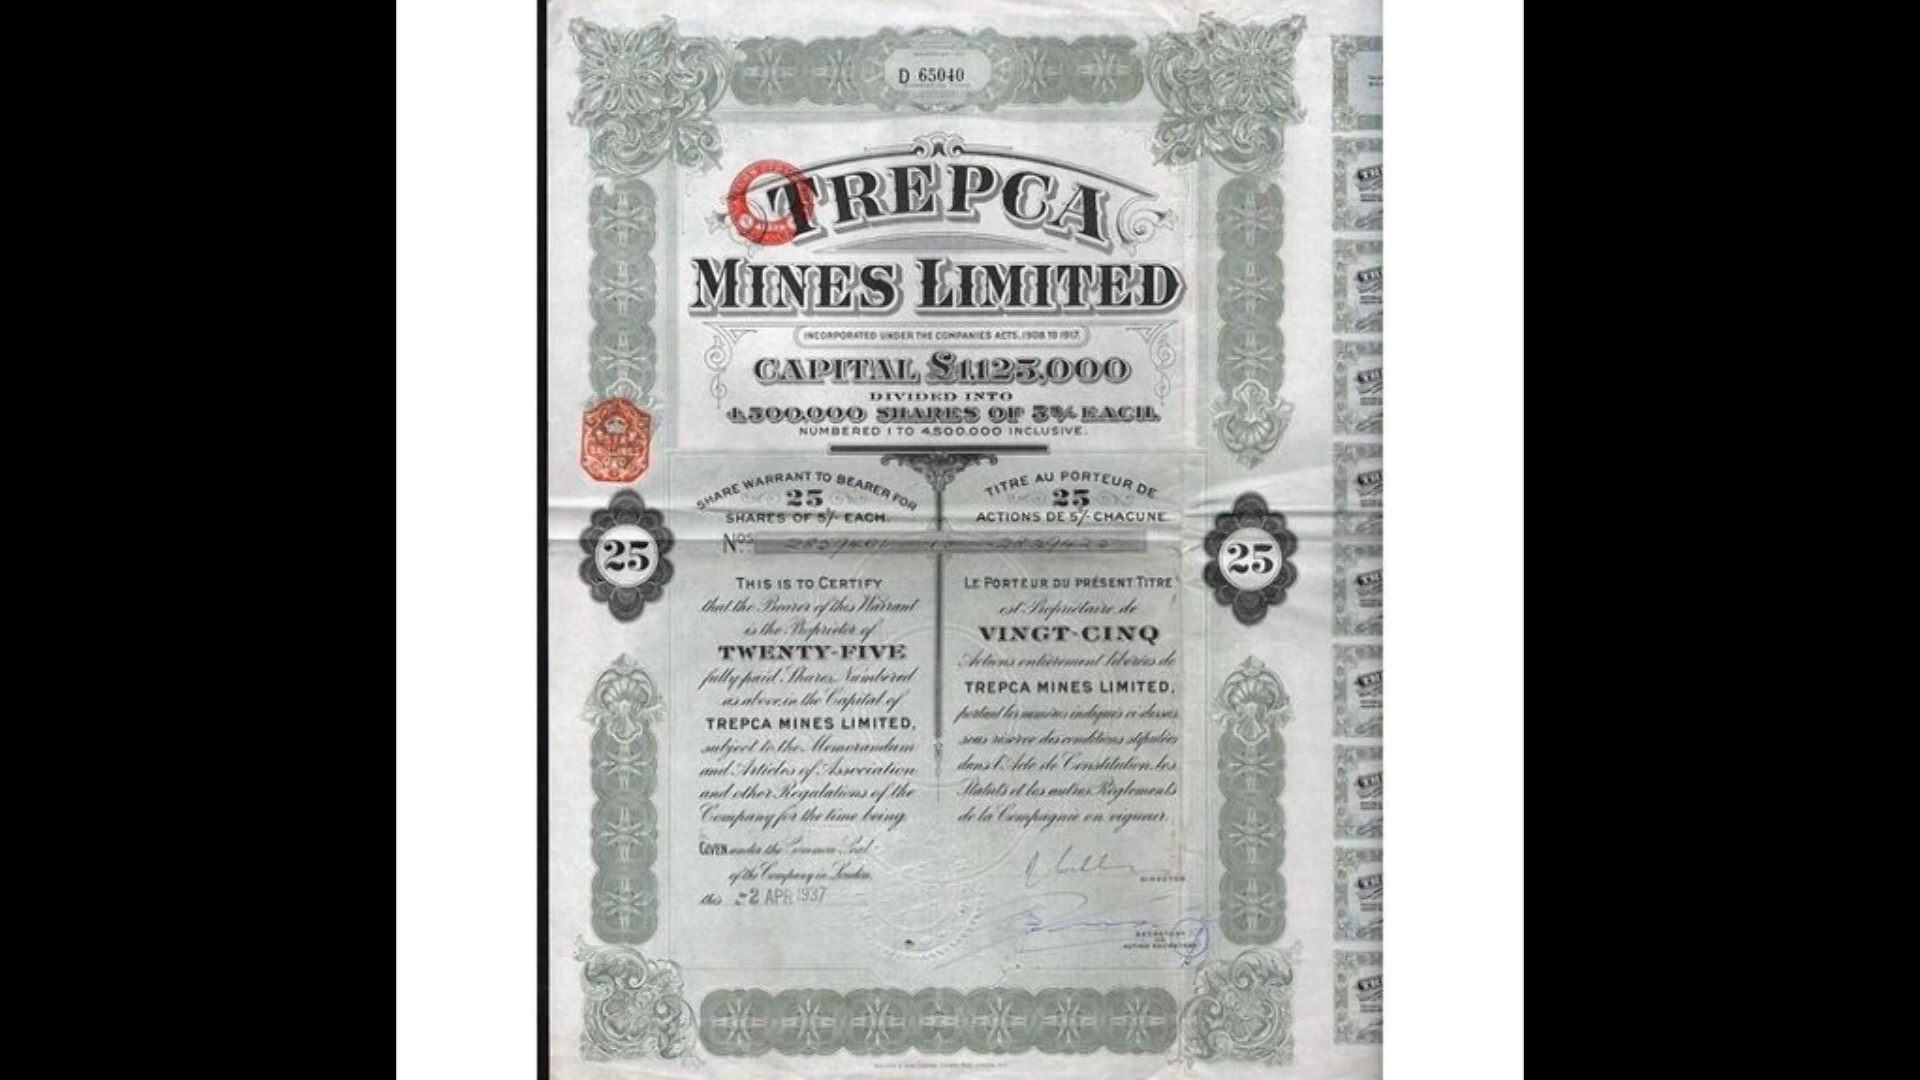 D 65040
TREPCA
MINES LIMITED
INCORPORATED UNDER THE COMPANIES ACTS, 1908 TO 1917.
CAPITAL £1,125,000
DIVIDED INTO
4,500,000 SHARES OF 5/- EACH,
NUMBERED 1 TO 4,500,000 INCLUSIVE.
SHARE WARRANT TO BEARER FOR
25
SHARES OF 5/- EACH.
Nos
THIS IS TO CERTIFY
that the Bearer of this Warrant
is the Proprietor of
TWENTY-FIVE
fully paid Shares Numbered
as above, in the Capital of
TREPCA MINES LIMITED,
subject to the Memorandum
and Articles of Association
and other Regulations of the
Company for the time being.
GIVEN under the Common Seal
of the Company in London,
this -2 APR 1937
TITRE AU PORTEUR DE
25
ACTIONS DE 5/- CHACUNE.
LE PORTEUR DU PRÉSENT TITRE
est Propriétaire de
VINGT-CINQ
Actions entièrement libérées de
TREPCA MINES LIMITED,
portant les numéros indiqués ci-dessus
sous réserve des conditions stipulées
dans l'Acte de Constitution, les
Statuts et les autres Règlements
de la Compagnie en vigueur.
DIRECTOR
SECRETARY
OR
ACTING SECRETARY
25
25